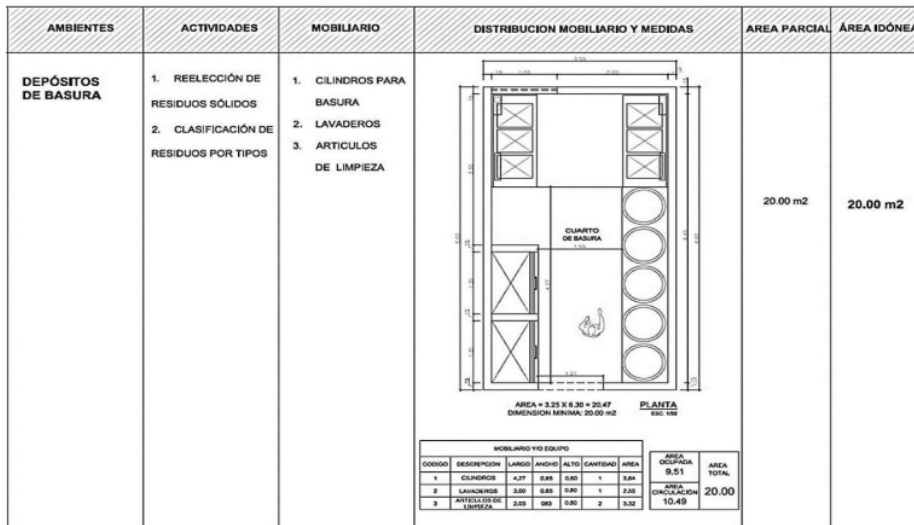 AMBIENTES
ACTIVIDADES
MOBILIARIO
DISTRIBUCION MOBILIARIO Y MEDIDAS
AREA PARCIAL
ÁREA IDÓNEA
DEPÓSITOS
DE BASURA
1. REELECCIÓN DE
RESIDUOS SÓLIDOS
2. CLASIFICACIÓN DE
RESIDUOS POR TIPOS
1. CILINDROS PARA
BASURA
2. LAVADEROS
3. ARTICULOS
DE LIMPIEZA
CUARTO
DE BASURA
20.00 m2
20.00 m2
AREA = 3.25 X 6.30 = 20.47
DIMENSION MINIMA: 20.00 m2
PLANTA
ESC: 1/50
MOBILIARIO Y/O EQUIPO
CODIGO DESCRIPCION LARGO ANCHO ALTO CANTIDAD AREA
1 CILINDROS 4,27 0,85 0,60 1 3,64
2 LAVADEROS 3,00 0,85 0,80 1 2,55
3 ARTICULOS DE LIMPIEZA 2,03 083 0,80 2 3,32
AREA
OCUPADA
9,51
AREA
CIRCULACIÓN
10.49
AREA
TOTAL
20.00